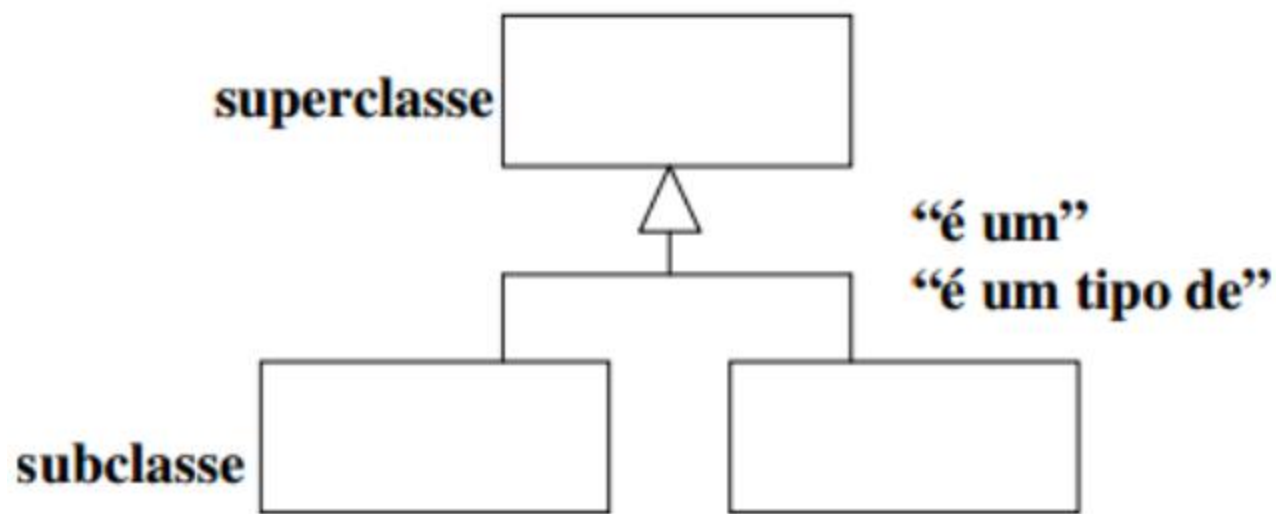 superclasse
“é um”
“é um tipo de”
subclasse